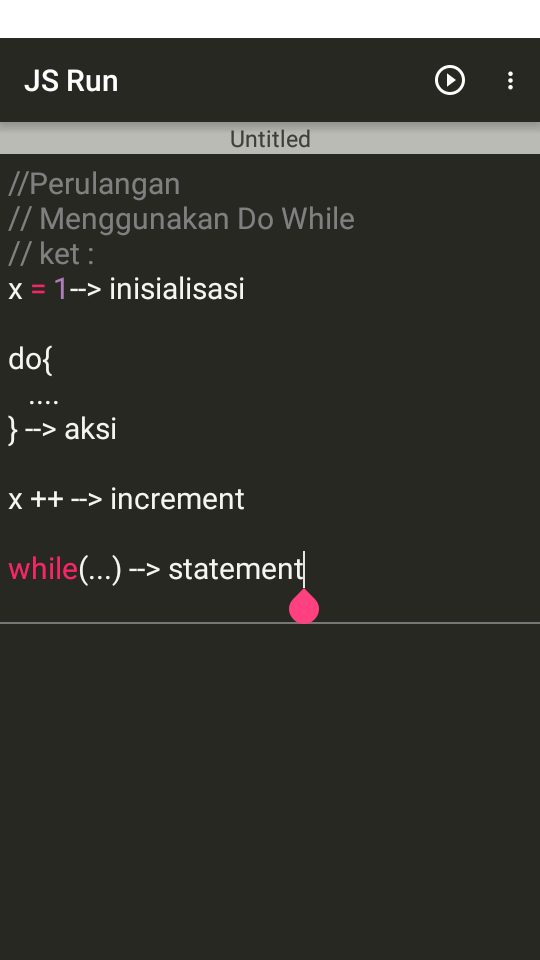 JS Run
Untitled
//Perulangan
// Menggunakan Do While
// ket :
x = 1--> inisialisasi
do{
....
} --> aksi
x ++ --> increment
while(...) --> statement